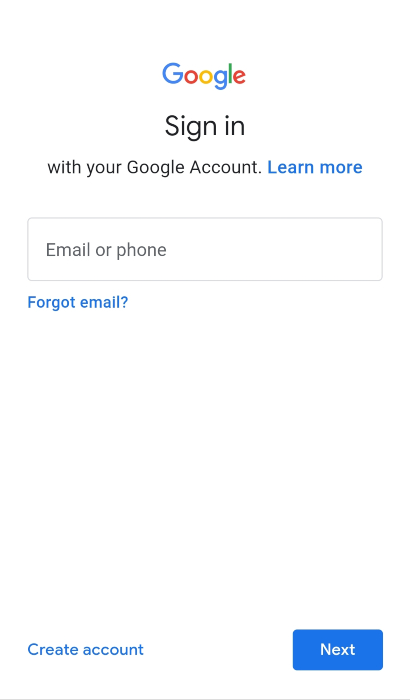 Google
Sign in
with your Google Account. Learn more
Email or phone
Forgot email?
Create account
Next